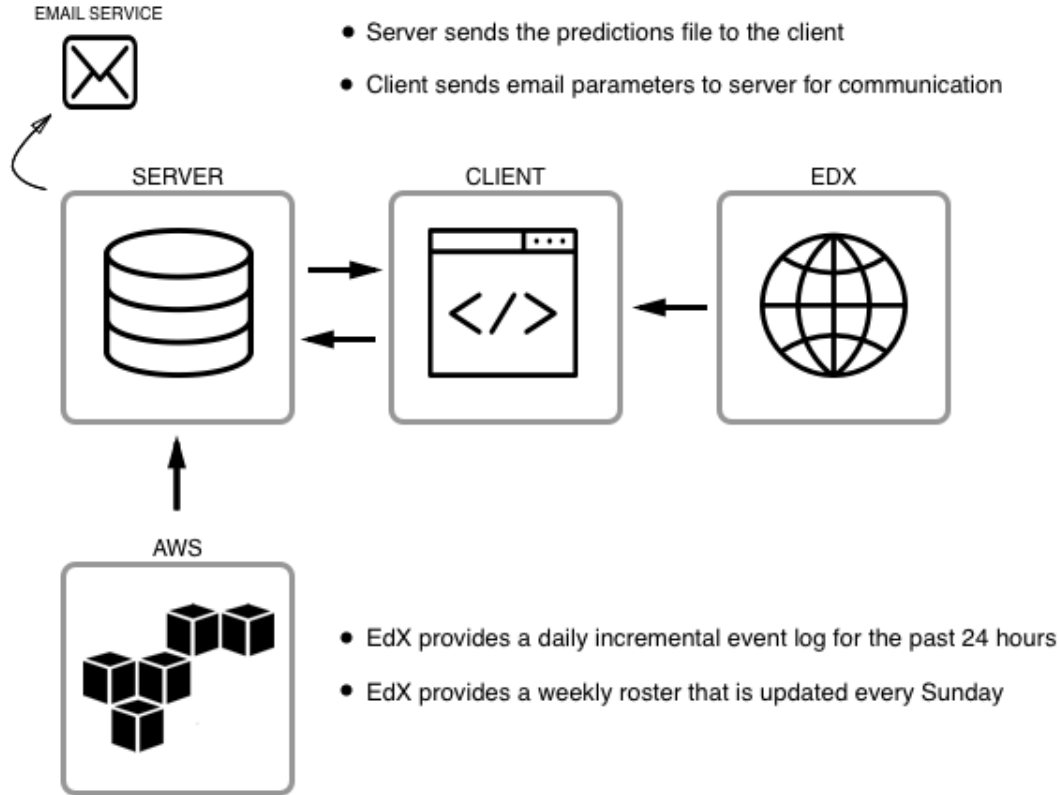 EMAIL SERVICE
• Server sends the predictions file to the client
• Client sends email parameters to server for communication
SERVER
CLIENT
EDX
</>
AWS
• EdX provides a daily incremental event log for the past 24 hours
• EdX provides a weekly roster that is updated every Sunday